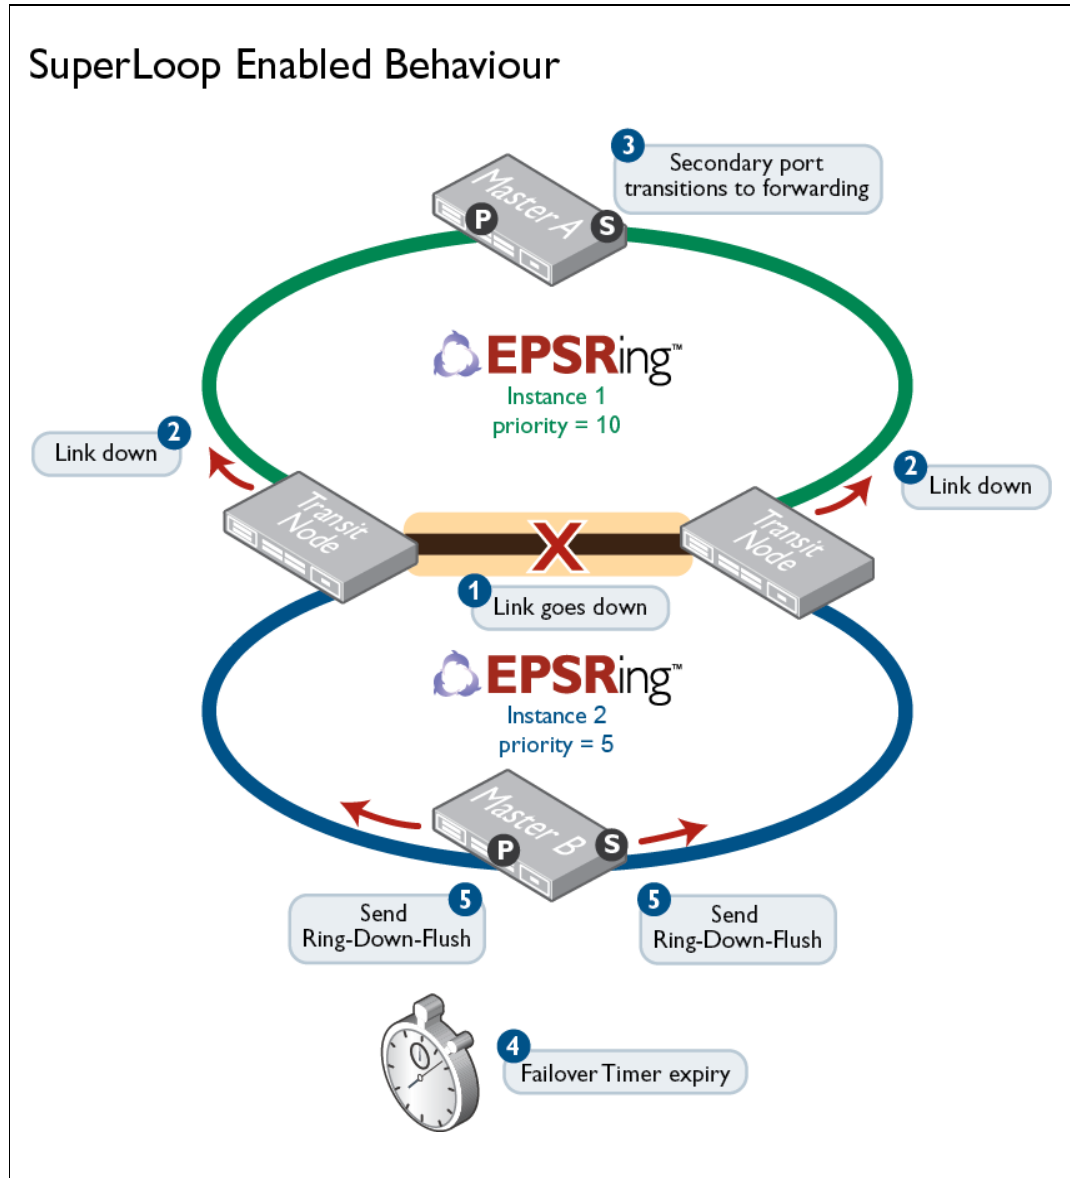 SuperLoop Enabled Behaviour
3
Secondary port
transitions to forwarding
Master A
P
S
EPSRing™
Instance 1
priority = 10
2
Link down
2
Link down
Transit
Node
X
Transit
Node
1
Link goes down
EPSRing™
Instance 2
priority = 5
Master B
P
S
5
Send
Ring-Down-Flush
5
Send
Ring-Down-Flush
4
Failover Timer expiry